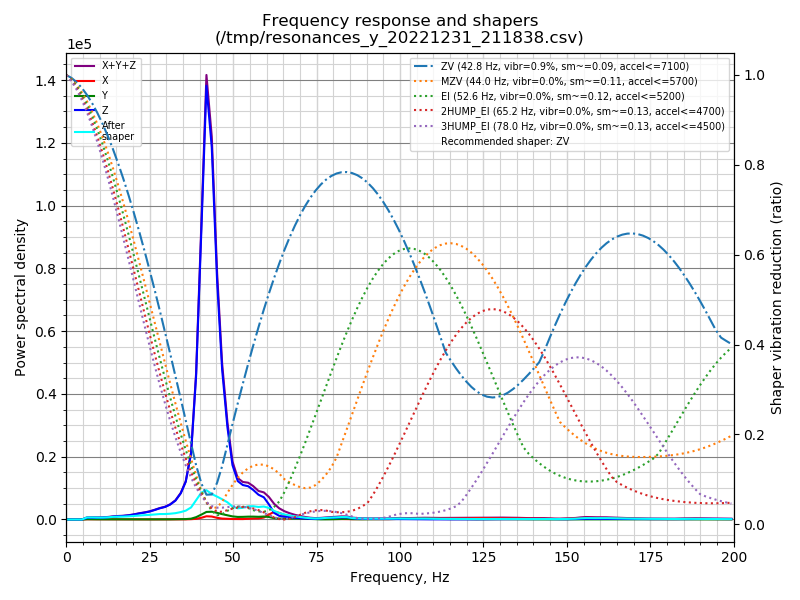 Frequency response and shapers
(/tmp/resonances_y_20221231_211838.csv)
1e5
X+Y+Z
X
Y
Z
After
shaper
ZV (42.8 Hz, vibr=0.9%, sm~=0.09, accel<=7100)
MZV (44.0 Hz, vibr=0.0%, sm~=0.11, accel<=5700)
EI (52.6 Hz, vibr=0.0%, sm~=0.12, accel<=5200)
2HUMP_EI (65.2 Hz, vibr=0.0%, sm~=0.13, accel<=4700)
3HUMP_EI (78.0 Hz, vibr=0.0%, sm~=0.13, accel<=4500)
Recommended shaper: ZV
Power spectral density
1.4
1.2
1.0
0.8
0.6
0.4
0.2
0.0
1.0
0.8
0.6
0.4
0.2
0.0
Shaper vibration reduction (ratio)
0 25 50 75 100 125 150 175 200
Frequency, Hz